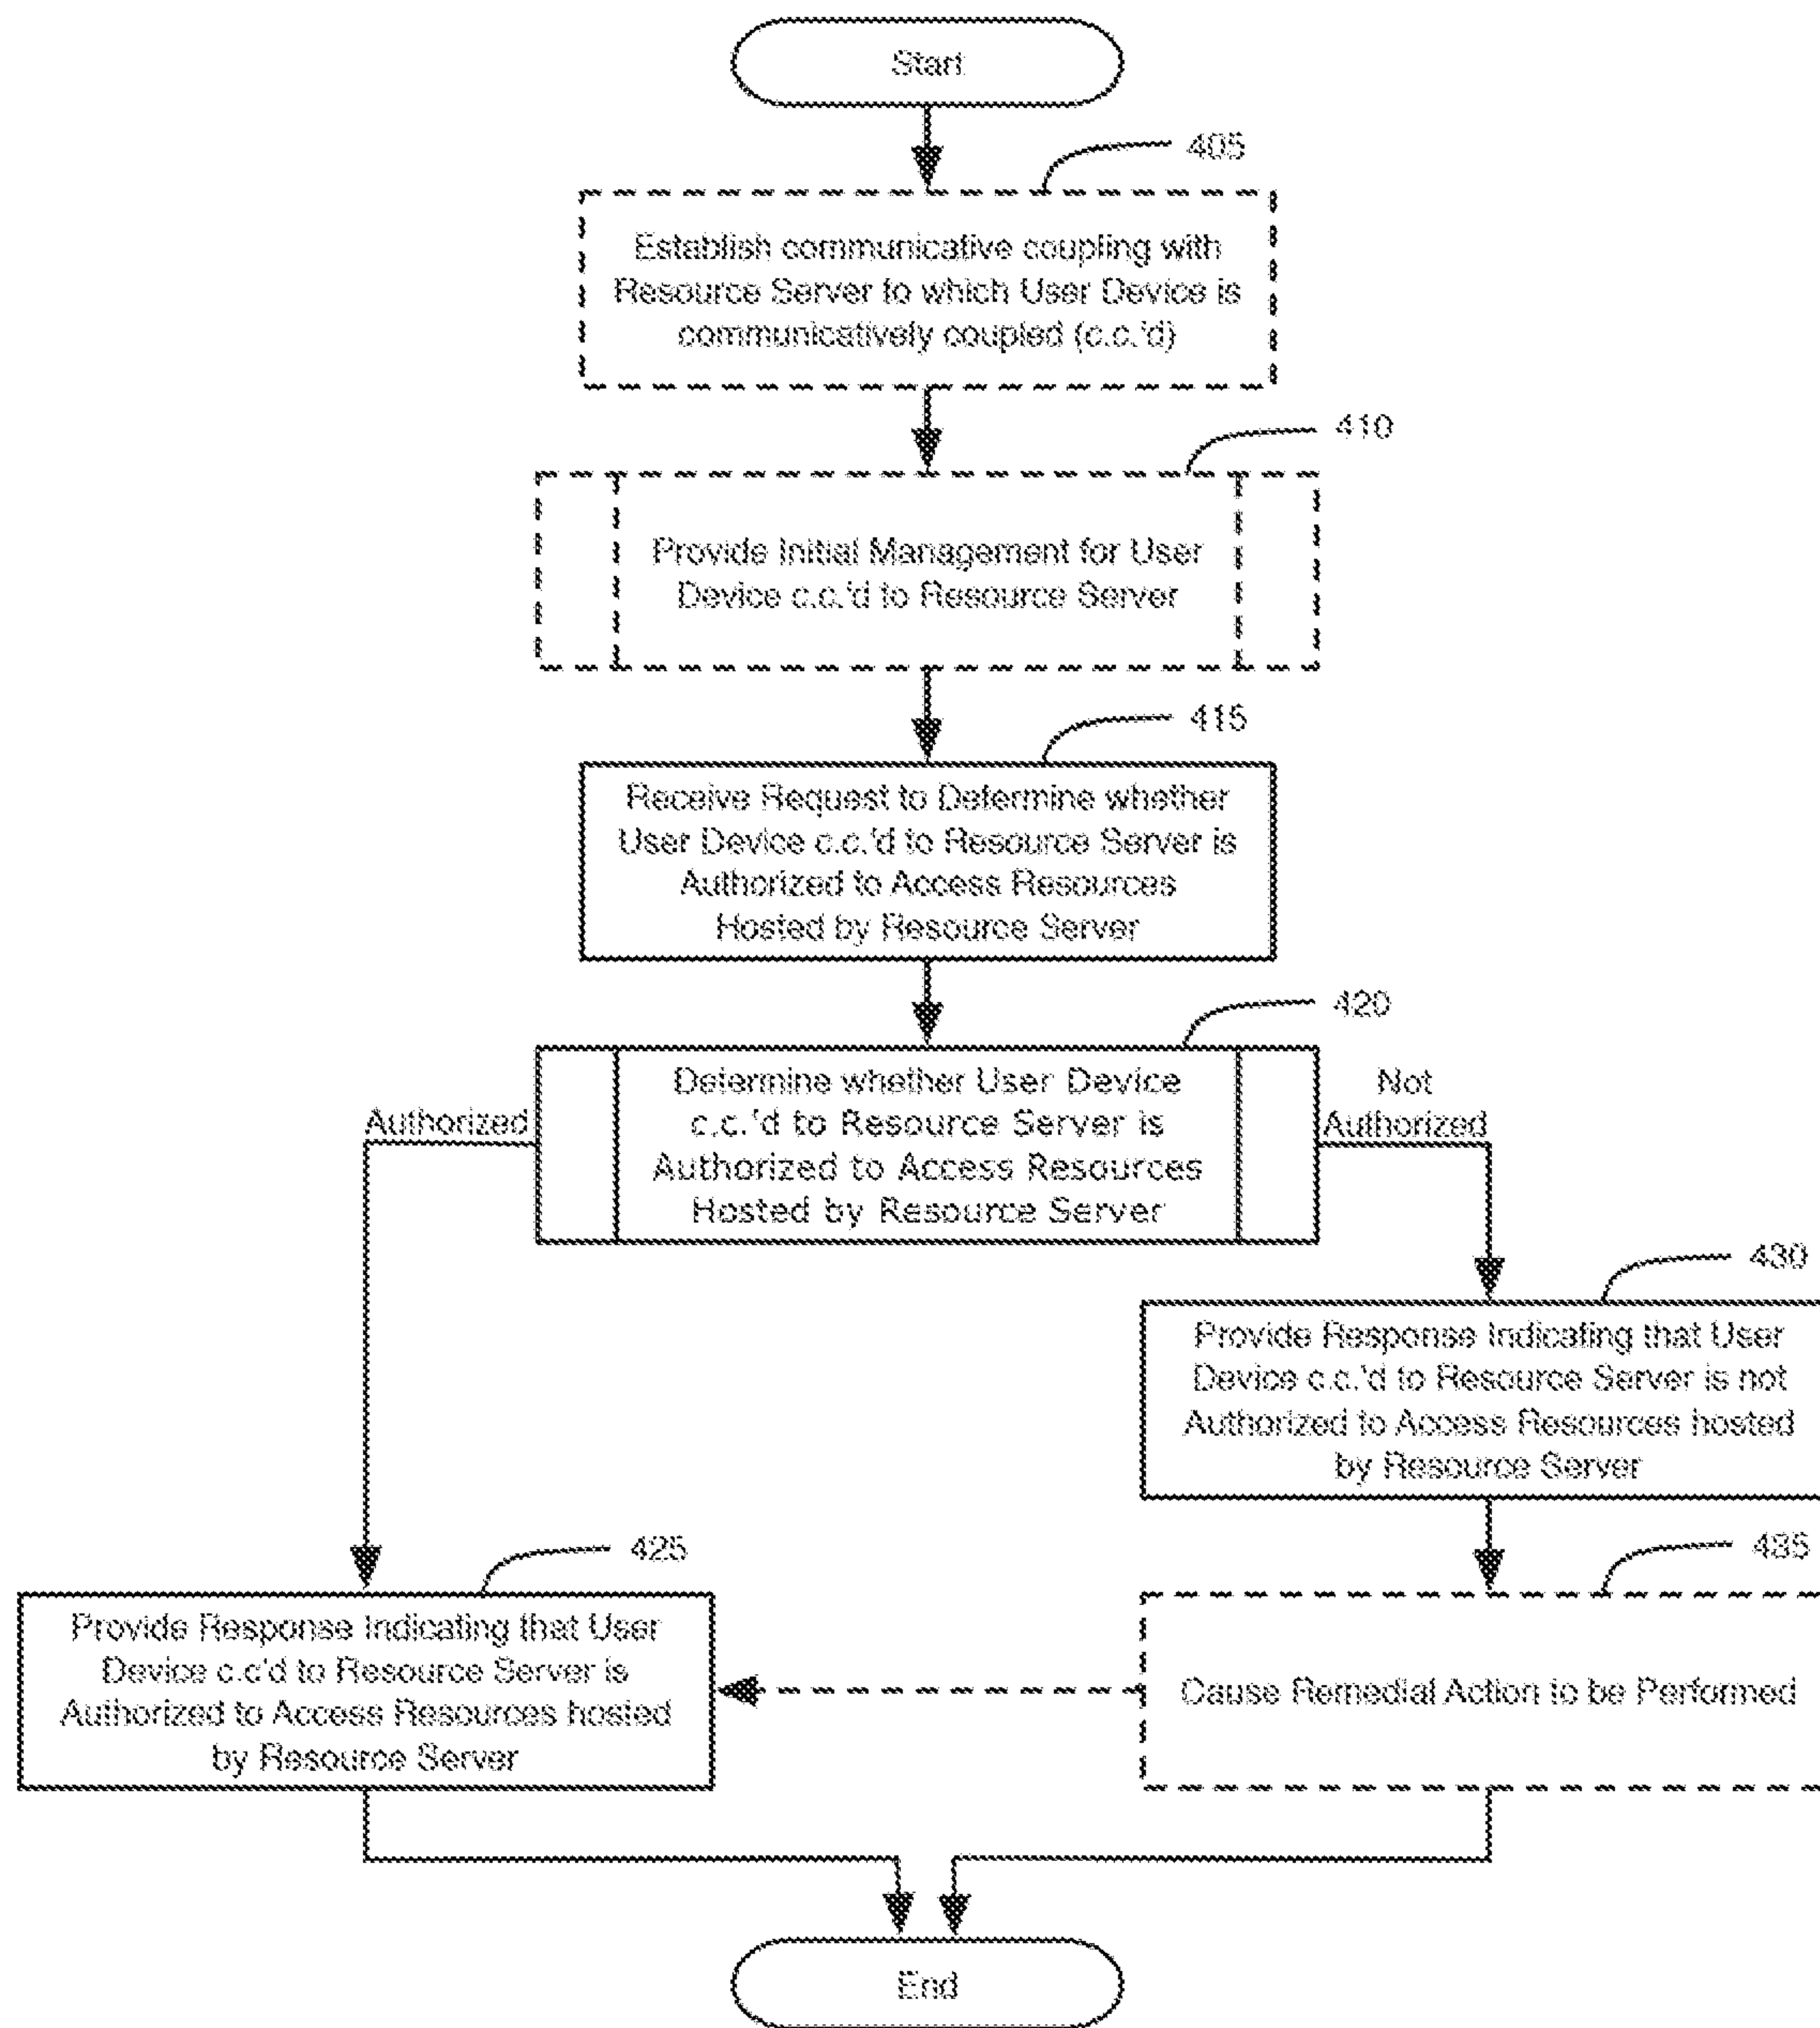 Start
405
Establish communicative coupling with
Resource Server to which User Device is
communicatively coupled (c.c.'d)
410
Provide Initial Management for User
Device c.c.'d to Resource Server
415
Receive Request to Determine whether
User Device c.c.'d to Resource Server is
Authorized to Access Resources
Hosted by Resource Server
420
Determine whether User Device
c.c.'d to Resource Server is
Authorized to Access Resources
Hosted by Resource Server
Authorized
Not
Authorized
430
Provide Response Indicating that User
Device c.c.'d to Resource Server is not
Authorized to Access Resources hosted
by Resource Server
425
Provide Response Indicating that User
Device c.c'd to Resource Server is
Authorized to Access Resources hosted
by Resource Server
435
Cause Remedial Action to be Performed
End